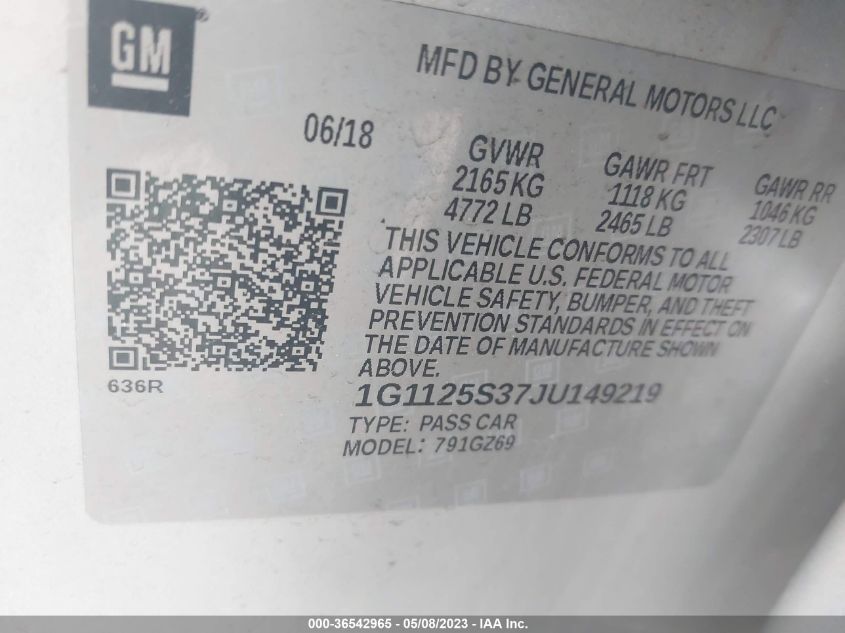 GM
®
MFD BY GENERAL MOTORS LLC
06/18
GVWR GAWR FRT GAWR RR
2165 KG 1118 KG 1046 KG
4772 LB 2465 LB 2307 LB
THIS VEHICLE CONFORMS TO ALL
APPLICABLE U.S. FEDERAL MOTOR
VEHICLE SAFETY, BUMPER, AND THEFT
PREVENTION STANDARDS IN EFFECT ON
THE DATE OF MANUFACTURE SHOWN
ABOVE.
636R
1G1125S37JU149219
TYPE: PASS CAR
MODEL: 791GZ69
000-36542965 - 05/08/2023 - IAA Inc.